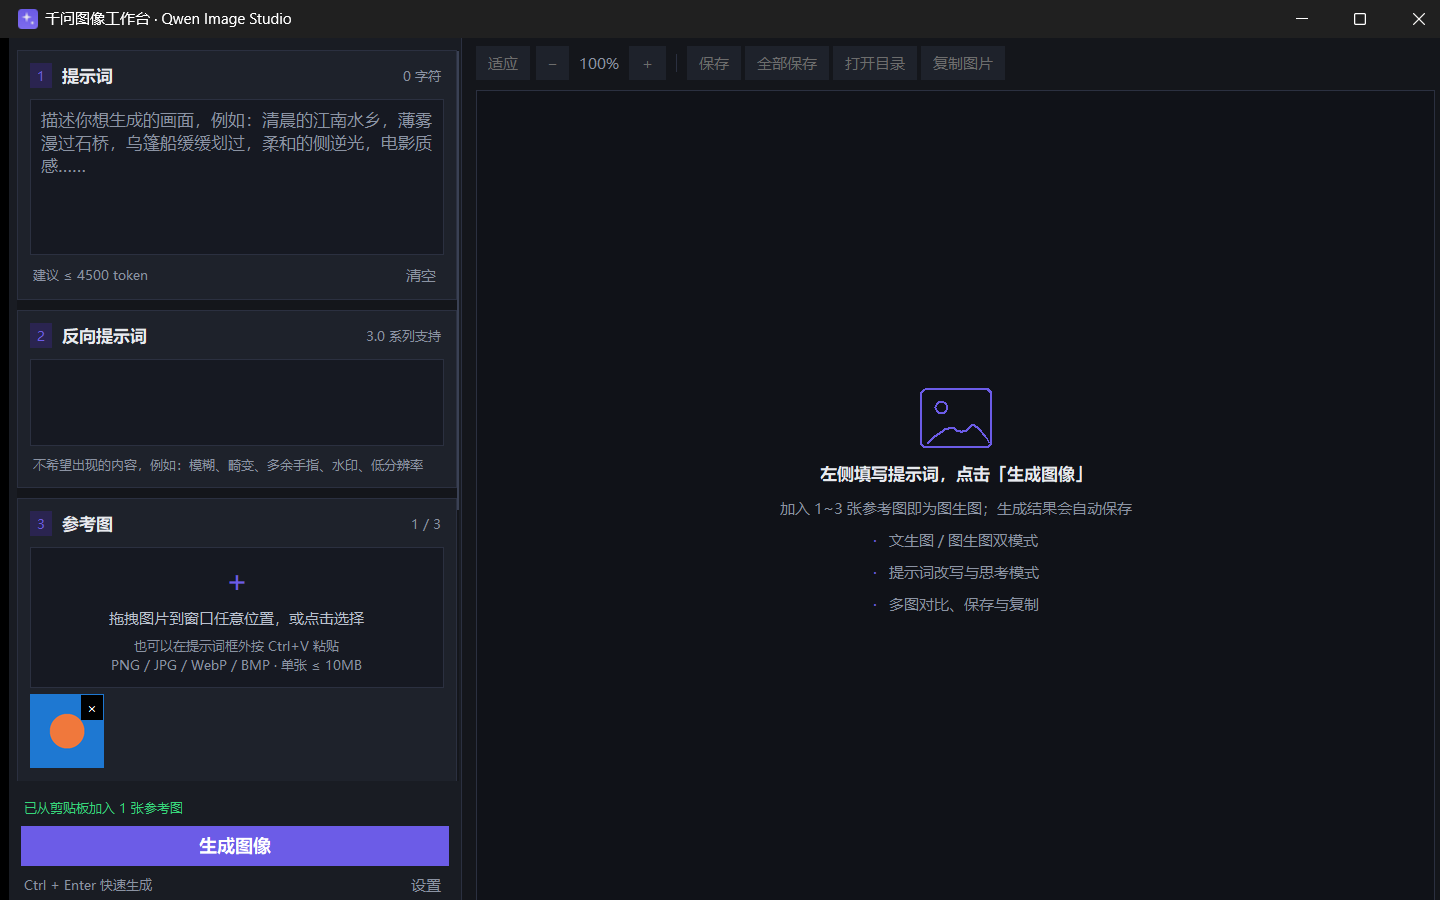 千问图像工作台 · Qwen Image Studio
1 提示词 0 字符
描述你想生成的画面，例如：清晨的江南水乡，薄雾
漫过石桥，乌篷船缓缓划过，柔和的侧逆光，电影质
感……
建议 ≤ 4500 token 清空
2 反向提示词 3.0 系列支持
不希望出现的内容，例如：模糊、畸变、多余手指、水印、低分辨率
3 参考图 1 / 3
+
拖拽图片到窗口任意位置，或点击选择
也可以在提示词框外按 Ctrl+V 粘贴
PNG / JPG / WebP / BMP · 单张 ≤ 10MB
×
已从剪贴板加入 1 张参考图
生成图像
Ctrl + Enter 快速生成 设置
适应 − 100% + 保存 全部保存 打开目录 复制图片
左侧填写提示词，点击「生成图像」
加入 1~3 张参考图即为图生图；生成结果会自动保存
· 文生图 / 图生图双模式
· 提示词改写与思考模式
· 多图对比、保存与复制